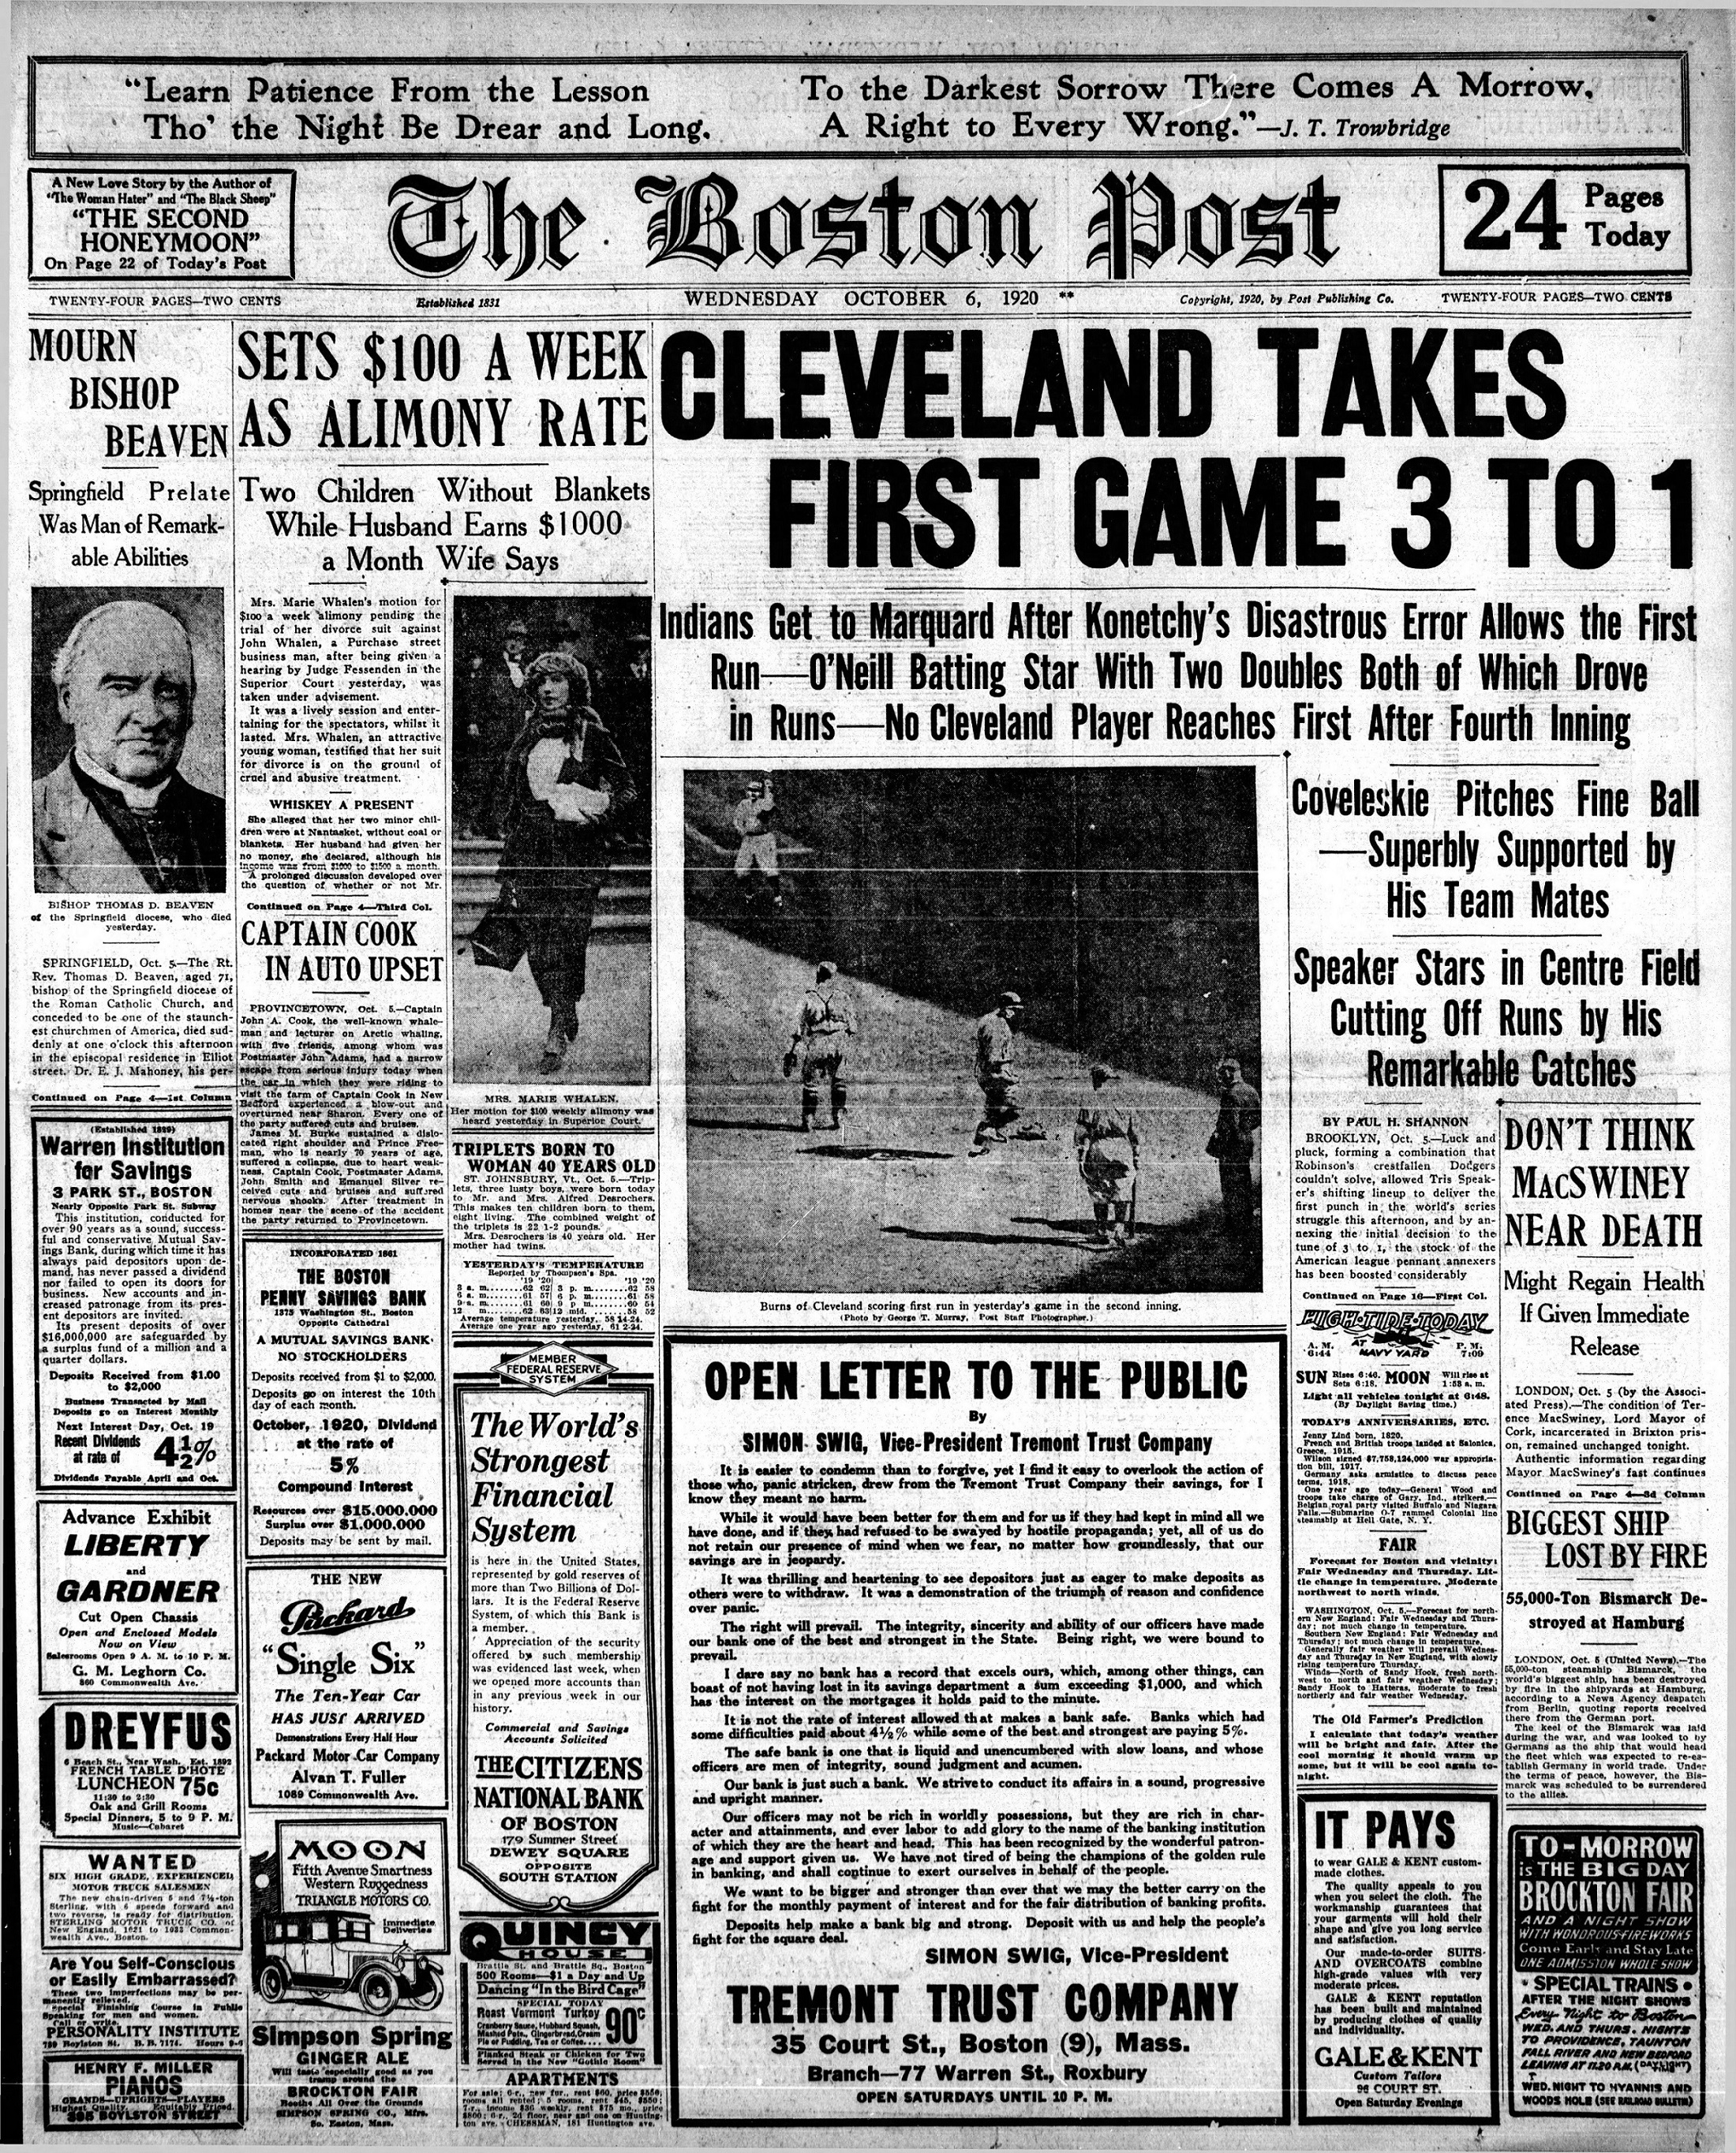 "Learn Patience From the Lesson
Tho' the Night Be Drear and Long.
To the Darkest Sorrow There Comes A Morrow,
A Right to Every Wrong."—J. T. Trowbridge
A New Love Story by the Author of
"The Woman Hater" and "The Black Sheep"
"THE SECOND
HONEYMOON"
On Page 22 of Today's Post
The Boston Post
24 Pages
Today
TWENTY-FOUR PAGES—TWO CENTS
Established 1831
WEDNESDAY OCTOBER 6, 1920 **
Copyright, 1920, by Post Publishing Co.
TWENTY-FOUR PAGES—TWO CENTS
MOURN
BISHOP
BEAVEN
Springfield Prelate
Was Man of Remark-
able Abilities
BISHOP THOMAS D. BEAVEN
of the Springfield diocese, who died
yesterday.
SPRINGFIELD, Oct. 5.—The Rt.
Rev. Thomas D. Beaven, aged 71,
bishop of the Springfield diocese of
the Roman Catholic Church, and
conceded to be one of the staunch-
est churchmen of America, died sud-
denly at one o'clock this afternoon
in the episcopal residence in Elliot
street. Dr. E. J. Mahoney, his per-
Continued on Page 4—1st Column
(Established 1829)
Warren Institution
for Savings
3 PARK ST., BOSTON
Nearly Opposite Park St. Subway
This institution, conducted for
over 90 years as a sound, success-
ful and conservative Mutual Sav-
ings Bank, during which time it has
always paid depositors upon de-
mand, has never passed a dividend
nor failed to open its doors for
business. New accounts and in-
creased patronage from its pres-
ent depositors are invited.
Its present deposits of over
$16,000,000 are safeguarded by
a surplus fund of a million and a
quarter dollars.
Deposits Received from $1.00
to $2,000
Business Transacted by Mail
Deposits go on Interest Monthly
Next Interest Day, Oct. 19
Recent Dividends
at rate of 4½%
Dividends Payable April and Oct.
Advance Exhibit
LIBERTY
and
GARDNER
Cut Open Chassis
Open and Enclosed Models
Now on View
Salesrooms Open 9 A. M. to 10 P. M.
G. M. Leghorn Co.
860 Commonwealth Ave.
DREYFUS
6 Beach St., Near Wash. Est. 1892
FRENCH TABLE D'HOTE
LUNCHEON 75c
11:30 to 2:30
Oak and Grill Rooms
Special Dinners, 5 to 9 P. M.
Music—Cabaret
WANTED
SIX HIGH GRADE, EXPERIENCED
MOTOR TRUCK SALESMEN
The new chain-driven 5 and 7½-ton
Sterling, with 6 speeds forward and
two reverse, is ready for distribution.
STERLING MOTOR TRUCK CO. of
New England, 1021 to 1033 Common-
wealth Ave., Boston.
Are You Self-Conscious
or Easily Embarrassed?
These two imperfections may be per-
manently relieved.
Special Finishing Course in Public
Speaking for men and women.
Call or write.
PERSONALITY INSTITUTE
Boylston St. B. B. 7174. Hours 9-6
HENRY F. MILLER
PIANOS
GRANDS—UPRIGHTS—PLAYERS
Highest Quality. Equitably Priced.
395 BOYLSTON STREET
SETS $100 A WEEK
AS ALIMONY RATE
Two Children Without Blankets
While Husband Earns $1000
a Month Wife Says
Mrs. Marie Whalen's motion for
$100 a week alimony pending the
trial of her divorce suit against
John Whalen, a Purchase street
business man, after being given a
hearing by Judge Fessenden in the
Superior Court yesterday, was
taken under advisement.
It was a lively session and enter-
taining for the spectators, whilst it
lasted. Mrs. Whalen, an attractive
young woman, testified that her suit
for divorce is on the ground of
cruel and abusive treatment.
WHISKEY A PRESENT
She alleged that her two minor chil-
dren were at Nantasket, without coal or
blankets. Her husband had given her
no money, she declared, although his
income was from $1000 to $1500 a month.
A prolonged discussion developed over
the question of whether or not Mr.
Continued on Page 4—Third Col.
CAPTAIN COOK
IN AUTO UPSET
PROVINCETOWN, Oct. 5.—Captain
John A. Cook, the well-known whale-
man and lecturer on Arctic whaling,
with five friends, among whom was
Postmaster John Adams, had a narrow
escape from serious injury today when
the car in which they were riding to
visit the farm of Captain Cook in New
Bedford experienced a blow-out and
overturned near Sharon. Every one of
the party suffered cuts and bruises.
James M. Burke sustained a dislo-
cated right shoulder and Prince Free-
man, who is nearly 70 years of age,
suffered a collapse, due to heart weak-
ness. Captain Cook, Postmaster Adams,
John Smith and Emanuel Silver re-
ceived cuts and bruises and suffered
nervous shocks. After treatment in
homes near the scene of the accident
the party returned to Provincetown.
INCORPORATED 1861
THE BOSTON
PENNY SAVINGS BANK
1375 Washington St., Boston
Opposite Cathedral
A MUTUAL SAVINGS BANK
NO STOCKHOLDERS
Deposits received from $1 to $2,000.
Deposits go on interest the 10th
day of each month.
October, 1920, Dividend
at the rate of
5%
Compound Interest
Resources over $15,000,000
Surplus over $1,000,000
Deposits may be sent by mail.
THE NEW
Packard
"Single Six"
The Ten-Year Car
HAS JUST ARRIVED
Demonstrations Every Half Hour
Packard Motor Car Company
Alvan T. Fuller
1089 Commonwealth Ave.
MOON
Fifth Avenue Smartness
Western Ruggedness
TRIANGLE MOTORS CO.
Immediate
Deliveries
Simpson Spring
GINGER ALE
Will taste especially good as you
tramp around the
BROCKTON FAIR
Booths All Over the Grounds
SIMPSON SPRING CO., Mfrs.
So. Easton, Mass.
MRS. MARIE WHALEN.
Her motion for $100 weekly alimony was
heard yesterday in Superior Court.
TRIPLETS BORN TO
WOMAN 40 YEARS OLD
ST. JOHNSBURY, Vt., Oct. 5.—Trip-
lets, three lusty boys, were born today
to Mr. and Mrs. Alfred Desrochers.
This makes ten children born to them,
eight living. The combined weight of
the triplets is 22 1-2 pounds.
Mrs. Desrochers is 40 years old. Her
mother had twins.
YESTERDAY'S TEMPERATURE
Reported by Thompson's Spa.
'19 '20 '19 '20
3 a. m. 62 62 3 p. m. 62 58
6 a. m. 61 57 6 p. m. 61 58
9 a. m. 61 60 9 p. m. 60 54
12 m. 62 58 12 mid. 58 52
Average temperature yesterday, 58 14-24.
Average one year ago yesterday, 61 2-24.
MEMBER
FEDERAL RESERVE
SYSTEM
The World's
Strongest
Financial
System
is here in the United States,
represented by gold reserves of
more than Two Billions of Dol-
lars. It is the Federal Reserve
System, of which this Bank is
a member.
Appreciation of the security
offered by such membership
was evidenced last week, when
we opened more accounts than
in any previous week in our
history.
Commercial and Savings
Accounts Solicited
THE CITIZENS
NATIONAL BANK
OF BOSTON
179 Summer Street
DEWEY SQUARE
OPPOSITE
SOUTH STATION
QUINCY
HOUSE
Brattle St. and Brattle Sq., Boston
500 Rooms—$1 a Day and Up
Dancing "In the Bird Cage"
SPECIAL TODAY
Roast Vermont Turkey
Cranberry Sauce, Hubbard Squash,
Mashed Pots., Gingerbread, Cream
Pie or Pudding, Tea or Coffee....
90c
Planked Steak or Chicken for Two
Served in the New "Gothic Room"
APARTMENTS
CLEVELAND TAKES
FIRST GAME 3 TO 1
Indians Get to Marquard After Konetchy's Disastrous Error Allows the First
Run—O'Neill Batting Star With Two Doubles Both of Which Drove
in Runs—No Cleveland Player Reaches First After Fourth Inning
Burns of Cleveland scoring first run in yesterday's game in the second inning.
(Photo by George T. Murray, Post Staff Photographer.)
OPEN LETTER TO THE PUBLIC
By
SIMON SWIG, Vice-President Tremont Trust Company
It is easier to condemn than to forgive, yet I find it easy to overlook the action of
those who, panic stricken, drew from the Tremont Trust Company their savings, for I
know they meant no harm.
While it would have been better for them and for us if they had kept in mind all we
have done, and if they had refused to be swayed by hostile propaganda; yet, all of us do
not retain our presence of mind when we fear, no matter how groundlessly, that our
savings are in jeopardy.
It was thrilling and heartening to see depositors just as eager to make deposits as
others were to withdraw. It was a demonstration of the triumph of reason and confidence
over panic.
The right will prevail. The integrity, sincerity and ability of our officers have made
our bank one of the best and strongest in the State. Being right, we were bound to
prevail.
I dare say no bank has a record that excels ours, which, among other things, can
boast of not having lost in its savings department a sum exceeding $1,000, and which
has the interest on the mortgages it holds paid to the minute.
It is not the rate of interest allowed that makes a bank safe. Banks which had
some difficulties paid about 4½% while some of the best and strongest are paying 5%.
The safe bank is one that is liquid and unencumbered with slow loans, and whose
officers are men of integrity, sound judgment and acumen.
Our bank is just such a bank. We strive to conduct its affairs in a sound, progressive
and upright manner.
Our officers may not be rich in worldly possessions, but they are rich in char-
acter and attainments, and ever labor to add glory to the name of the banking institution
of which they are the heart and head. This has been recognized by the wonderful patron-
age and support given us. We have not tired of being the champions of the golden rule
in banking, and shall continue to exert ourselves in behalf of the people.
We want to be bigger and stronger than ever that we may the better carry on the
fight for the monthly payment of interest and for the fair distribution of banking profits.
Deposits help make a bank big and strong. Deposit with us and help the people's
fight for the square deal.
SIMON SWIG, Vice-President
TREMONT TRUST COMPANY
35 Court St., Boston (9), Mass.
Branch—77 Warren St., Roxbury
OPEN SATURDAYS UNTIL 10 P. M.
Coveleskie Pitches Fine Ball
—Superbly Supported by
His Team Mates
Speaker Stars in Centre Field
Cutting Off Runs by His
Remarkable Catches
BY PAUL H. SHANNON
BROOKLYN, Oct. 5.—Luck and
pluck, forming a combination that
Robinson's crestfallen Dodgers
couldn't solve, allowed Tris Speak-
er's shifting lineup to deliver the
first punch in the world's series
struggle this afternoon, and by an-
nexing the initial decision to the
tune of 3 to 1, the stock of the
American league pennant annexers
has been boosted considerably
Continued on Page 16—First Col.
HIGH TIDE TODAY
A. M. 6:44
AT NAVY YARD
P. M. 7:09
SUN Rises 6:46. Sets 6:18. MOON Will rise at 1:53 a. m.
Light all vehicles tonight at 6:48.
(By Daylight Saving time.)
TODAY'S ANNIVERSARIES, ETC.
Jenny Lind born, 1820.
French and British troops landed at Salonica,
Greece, 1915.
Wilson signed $7,758,124,000 war appropria-
tion bill, 1917.
Germany asks armistice to discuss peace
terms, 1918.
One year ago today—General Wood and
troops take charge of Gary, Ind., strikers.—
Belgian royal party visited Buffalo and Niagara
Falls.—Submarine O-7 rammed Colonial line
steamship at Hell Gate, N. Y.
FAIR
Forecast for Boston and vicinity:
Fair Wednesday and Thursday. Lit-
tle change in temperature. Moderate
northwest to north winds.
WASHINGTON, Oct. 5.—Forecast for north-
ern New England: Fair Wednesday and Thurs-
day; not much change in temperature.
Southern New England: Fair Wednesday and
Thursday; not much change in temperature.
Generally fair weather will prevail Wednes-
day and Thursday in New England, with slowly
rising temperature Thursday.
Winds—North of Sandy Hook, fresh north-
west to north and fair weather Wednesday;
Sandy Hook to Hatteras, moderate to fresh
northerly and fair weather Wednesday.
The Old Farmer's Prediction
I calculate that today's weather
will be bright and fair. After the
cool morning it should warm up
some, but it will be cool again to-
night.
IT PAYS
to wear GALE & KENT custom-
made clothes.
The quality appeals to you
when you select the cloth. The
workmanship guarantees that
your garments will hold their
shape and give you long service
and satisfaction.
Our made-to-order SUITS
AND OVERCOATS combine
high-grade values with very
moderate prices.
GALE & KENT reputation
has been built and maintained
by producing clothes of quality
and individuality.
GALE & KENT
Custom Tailors
96 COURT ST.
Open Saturday Evenings
DON'T THINK
MACSWINEY
NEAR DEATH
Might Regain Health
If Given Immediate
Release
LONDON, Oct. 5 (by the Associ-
ated Press).—The condition of Ter-
ence MacSwiney, Lord Mayor of
Cork, incarcerated in Brixton pris-
on, remained unchanged tonight.
Authentic information regarding
Mayor MacSwiney's fast continues
Continued on Page 4—3d Column
BIGGEST SHIP
LOST BY FIRE
55,000-Ton Bismarck De-
stroyed at Hamburg
LONDON, Oct. 5 (United News).—The
55,000-ton steamship Bismarck, the
world's biggest ship, has been destroyed
by fire in the shipyards at Hamburg,
according to a News Agency despatch
from Berlin, quoting reports received
there from the German port.
The keel of the Bismarck was laid
during the war, and was looked to by
Germans as the ship that would head
the fleet which was expected to re-es-
tablish Germany in world trade. Under
the terms of peace, however, the Bis-
marck was scheduled to be surrendered
to the allies.
TO-MORROW
IS THE BIG DAY
BROCKTON FAIR
AND A NIGHT SHOW
WITH WONDROUS FIREWORKS
Come Early and Stay Late
ONE ADMISSION WHOLE SHOW
SPECIAL TRAINS
AFTER THE NIGHT SHOWS
Every Night to Boston
WED. AND THURS. NIGHTS
TO PROVIDENCE, TAUNTON
FALL RIVER AND NEW BEDFORD
LEAVING AT 11.20 P.M. (DAYLIGHT)
WED. NIGHT TO HYANNIS AND
WOODS HOLE (SEE RAILROAD BULLETIN)